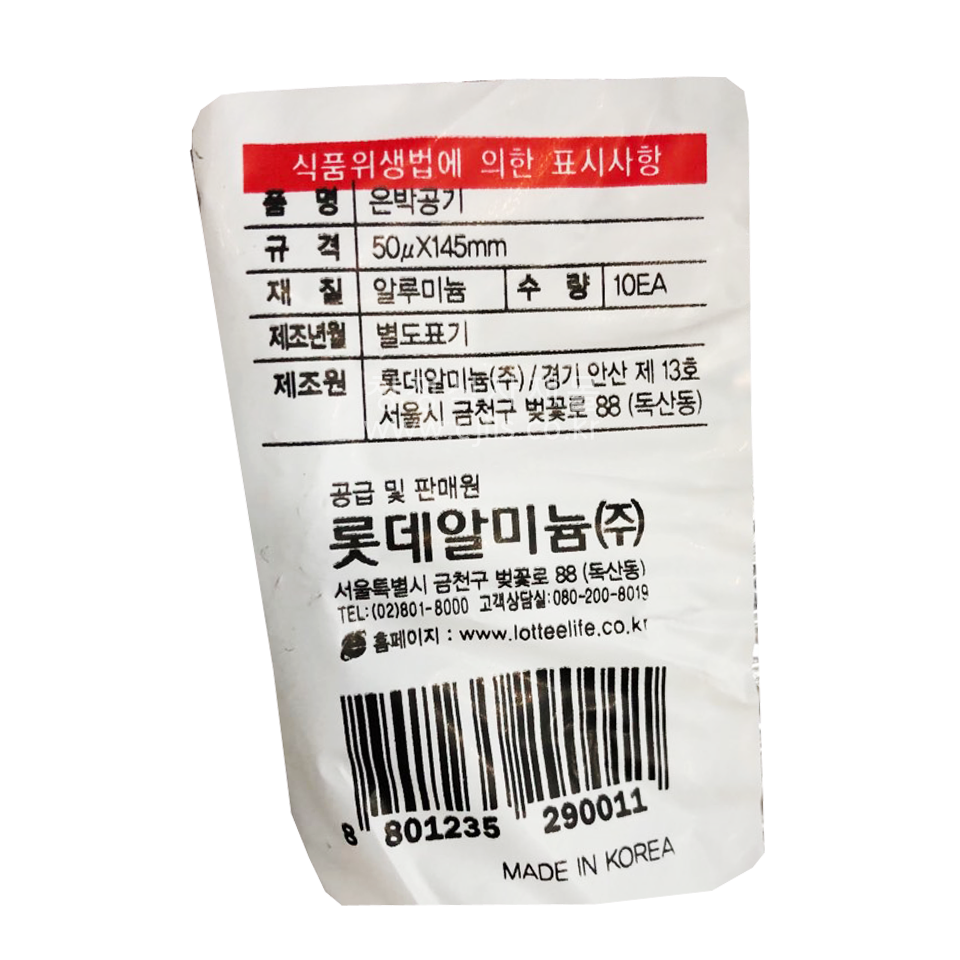 식품위생법에 의한 표시사항
품 명 은박공기
규 격 50μX145mm
재 질 알루미늄 수 량 10EA
제조년월 별도표기
제조원 롯데알미늄(주) / 경기 안산 제 13호
서울시 금천구 벚꽃로 88 (독산동)
공급 및 판매원
롯데알미늄(주)
서울특별시 금천구 벚꽃로 88 (독산동)
TEL:(02)801-8000 고객상담실:080-200-8019
홈페이지 : www.lotteelife.co.kr
8 801235 290011
MADE IN KOREA